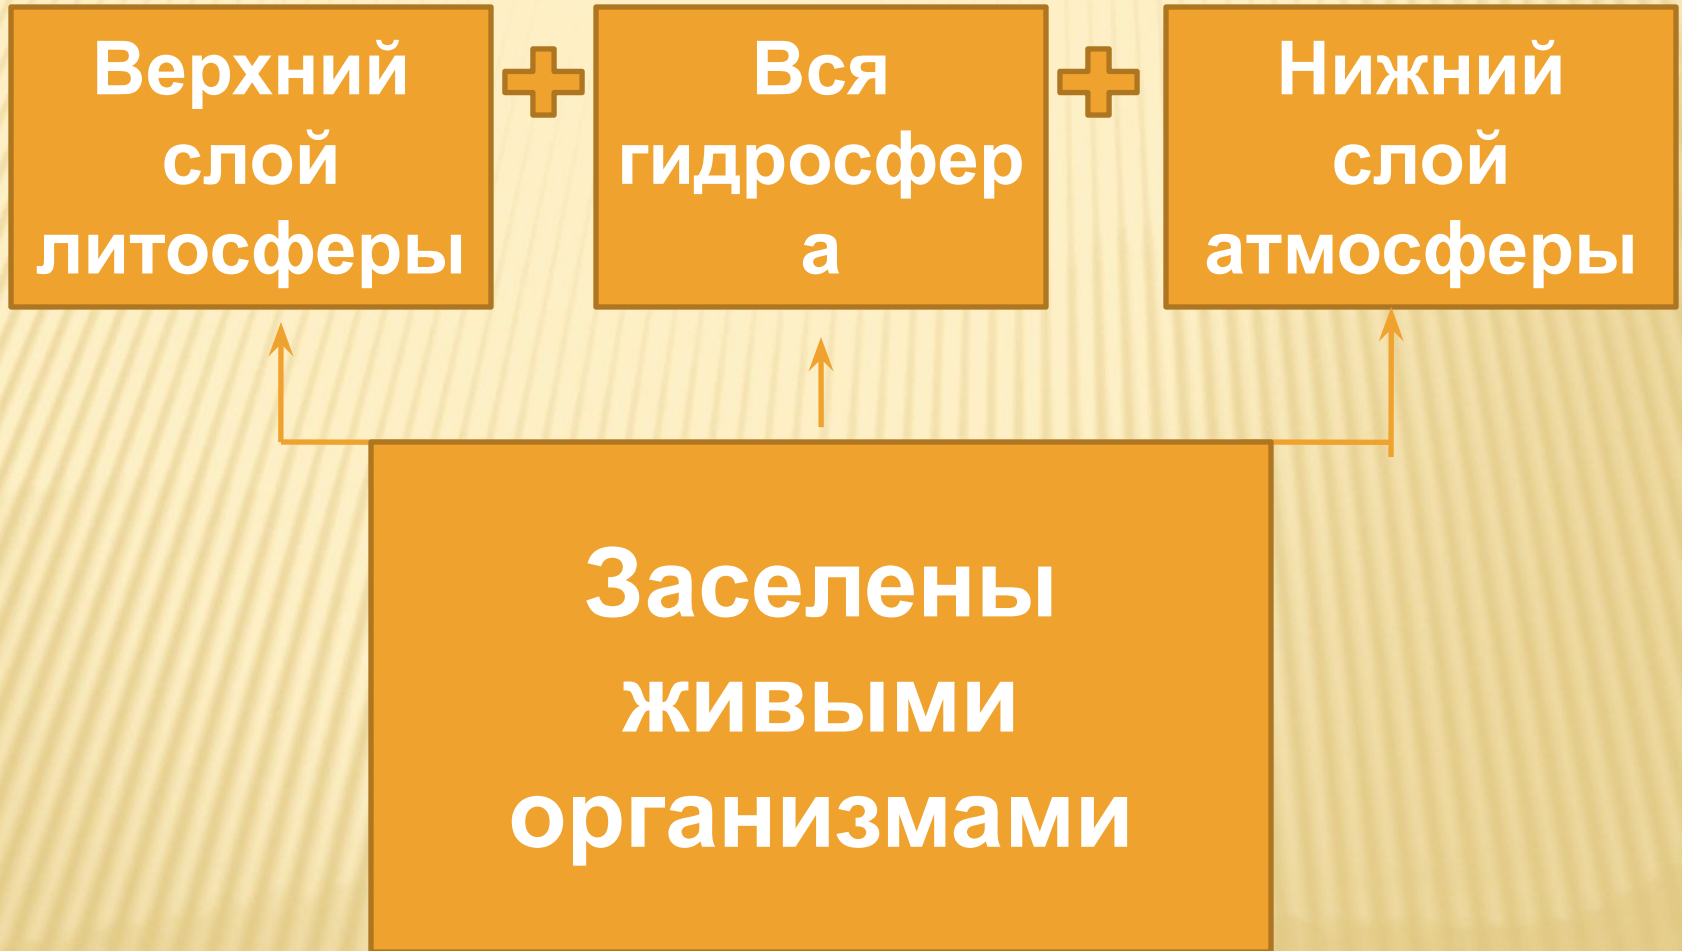 Верхний
слой
литосферы
Вся
гидросфер
а
Нижний
слой
атмосферы
Заселены
живыми
организмами